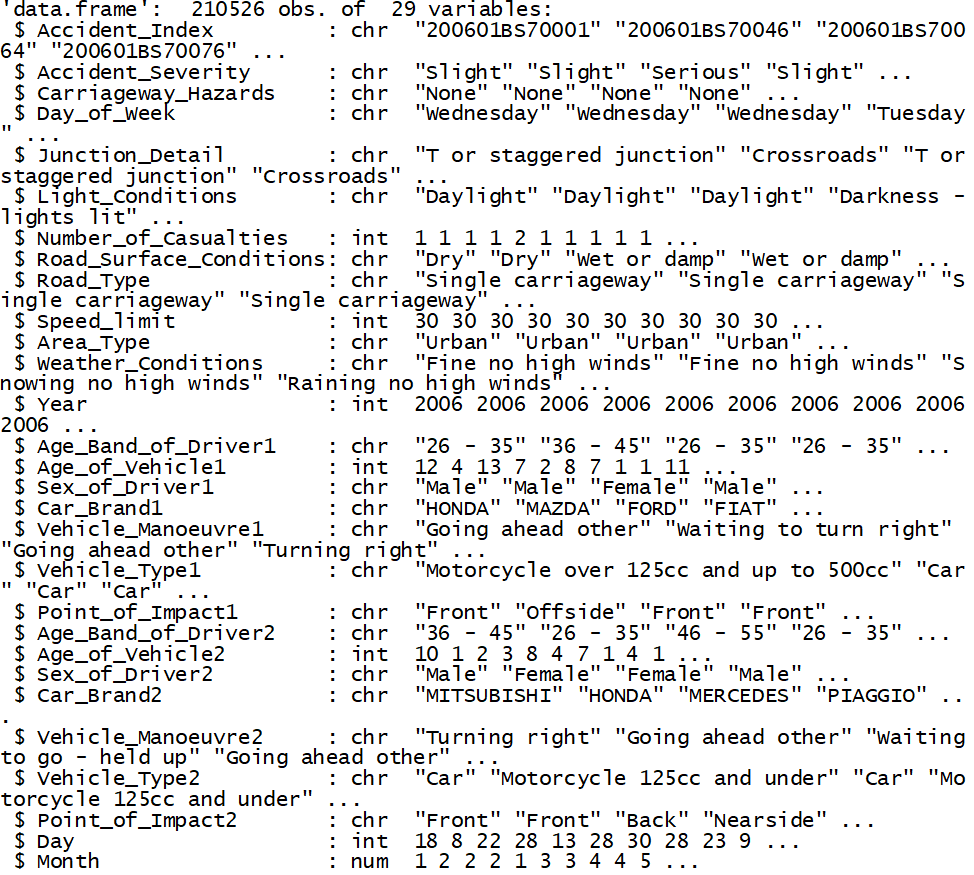 'data.frame':  210526 obs. of  29 variables:
 $ Accident_Index         : chr  "200601BS70001" "200601BS70046" "200601BS700
64" "200601BS70076" ...
 $ Accident_Severity      : chr  "Slight" "Slight" "Serious" "Slight" ...
 $ Carriageway_Hazards    : chr  "None" "None" "None" "None" ...
 $ Day_of_Week            : chr  "Wednesday" "Wednesday" "Wednesday" "Tuesday
" ...
 $ Junction_Detail        : chr  "T or staggered junction" "Crossroads" "T or
staggered junction" "Crossroads" ...
 $ Light_Conditions       : chr  "Daylight" "Daylight" "Daylight" "Darkness -
lights lit" ...
 $ Number_of_Casualties   : int  1 1 1 1 2 1 1 1 1 1 ...
 $ Road_Surface_Conditions: chr  "Dry" "Dry" "Wet or damp" "Wet or damp" ...
 $ Road_Type              : chr  "Single carriageway" "Single carriageway" "S
ingle carriageway" "Single carriageway" ...
 $ Speed_limit            : int  30 30 30 30 30 30 30 30 30 30 ...
 $ Area_Type              : chr  "Urban" "Urban" "Urban" "Urban" ...
 $ Weather_Conditions     : chr  "Fine no high winds" "Fine no high winds" "S
nowing no high winds" "Raining no high winds" ...
 $ Year                   : int  2006 2006 2006 2006 2006 2006 2006 2006 2006
2006 ...
 $ Age_Band_of_Driver1    : chr  "26 - 35" "36 - 45" "26 - 35" "26 - 35" ...
 $ Age_of_Vehicle1        : int  12 4 13 7 2 8 7 1 1 11 ...
 $ Sex_of_Driver1         : chr  "Male" "Male" "Female" "Male" ...
 $ Car_Brand1             : chr  "HONDA" "MAZDA" "FORD" "FIAT" ...
 $ Vehicle_Manoeuvre1     : chr  "Going ahead other" "Waiting to turn right"
"Going ahead other" "Turning right" ...
 $ Vehicle_Type1          : chr  "Motorcycle over 125cc and up to 500cc" "Car
" "Car" "Car" ...
 $ Point_of_Impact1       : chr  "Front" "Offside" "Front" "Front" ...
 $ Age_Band_of_Driver2    : chr  "36 - 45" "26 - 35" "46 - 55" "26 - 35" ...
 $ Age_of_Vehicle2        : int  10 1 2 3 8 4 7 1 4 1 ...
 $ Sex_of_Driver2         : chr  "Male" "Female" "Female" "Male" ...
 $ Car_Brand2             : chr  "MITSUBISHI" "HONDA" "MERCEDES" "PIAGGIO" ..
.
 $ Vehicle_Manoeuvre2     : chr  "Turning right" "Going ahead other" "Waiting
to go - held up" "Going ahead other" ...
 $ Vehicle_Type2          : chr  "Car" "Motorcycle 125cc and under" "Car" "Mo
torcycle 125cc and under" ...
 $ Point_of_Impact2       : chr  "Front" "Front" "Back" "Nearside" ...
 $ Day                    : int  18 8 22 28 13 28 30 28 23 9 ...
 $ Month                  : num  1 2 2 2 1 3 3 4 4 5 ...